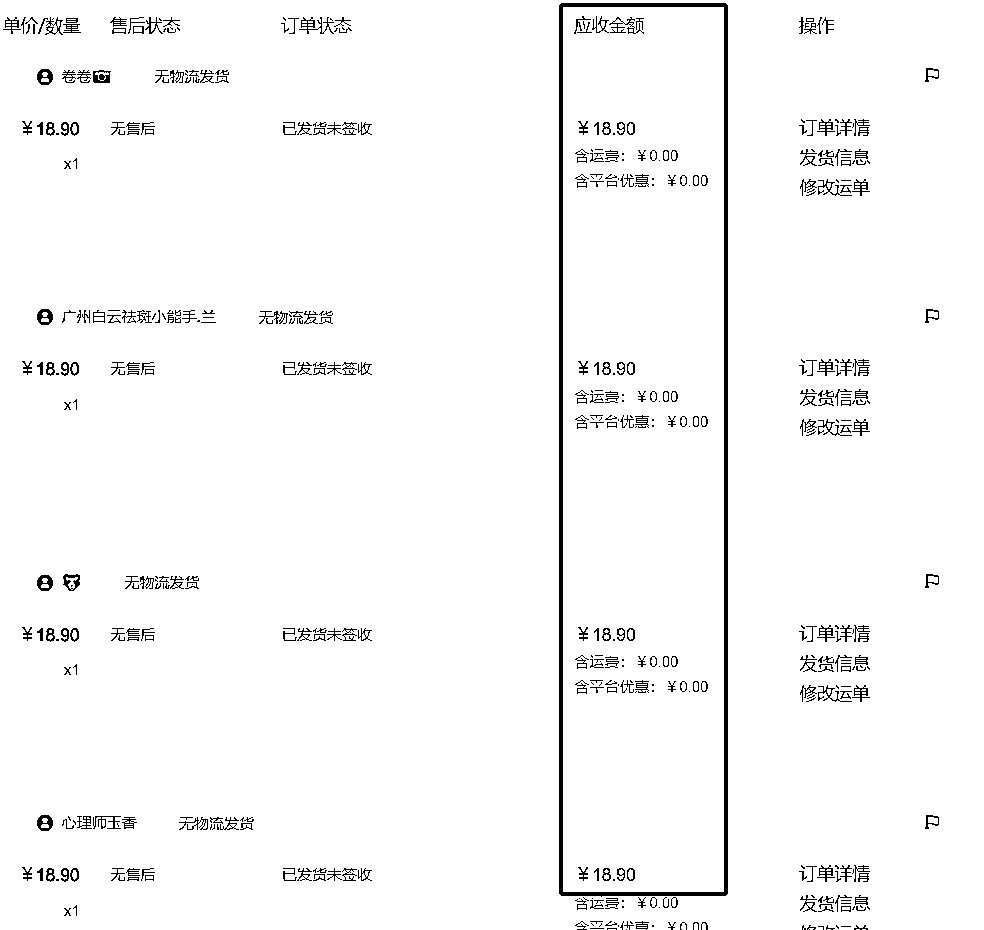 单价/数量 售后状态 订单状态 应收金额 操作
卷卷📷 无物流发货
¥18.90 无售后 已发货未签收 ¥18.90 订单详情
含运费：¥0.00 发货信息
x1
含平台优惠：¥0.00 修改运单
广州白云祛斑小能手.兰 无物流发货
¥18.90 无售后 已发货未签收 ¥18.90 订单详情
含运费：¥0.00 发货信息
x1
含平台优惠：¥0.00 修改运单
无物流发货
¥18.90 无售后 已发货未签收 ¥18.90 订单详情
含运费：¥0.00 发货信息
x1
含平台优惠：¥0.00 修改运单
心理师玉香 无物流发货
¥18.90 无售后 已发货未签收 ¥18.90 订单详情
含运费：¥0.00 发货信息
x1
含平台优惠：¥0.00 修改运单